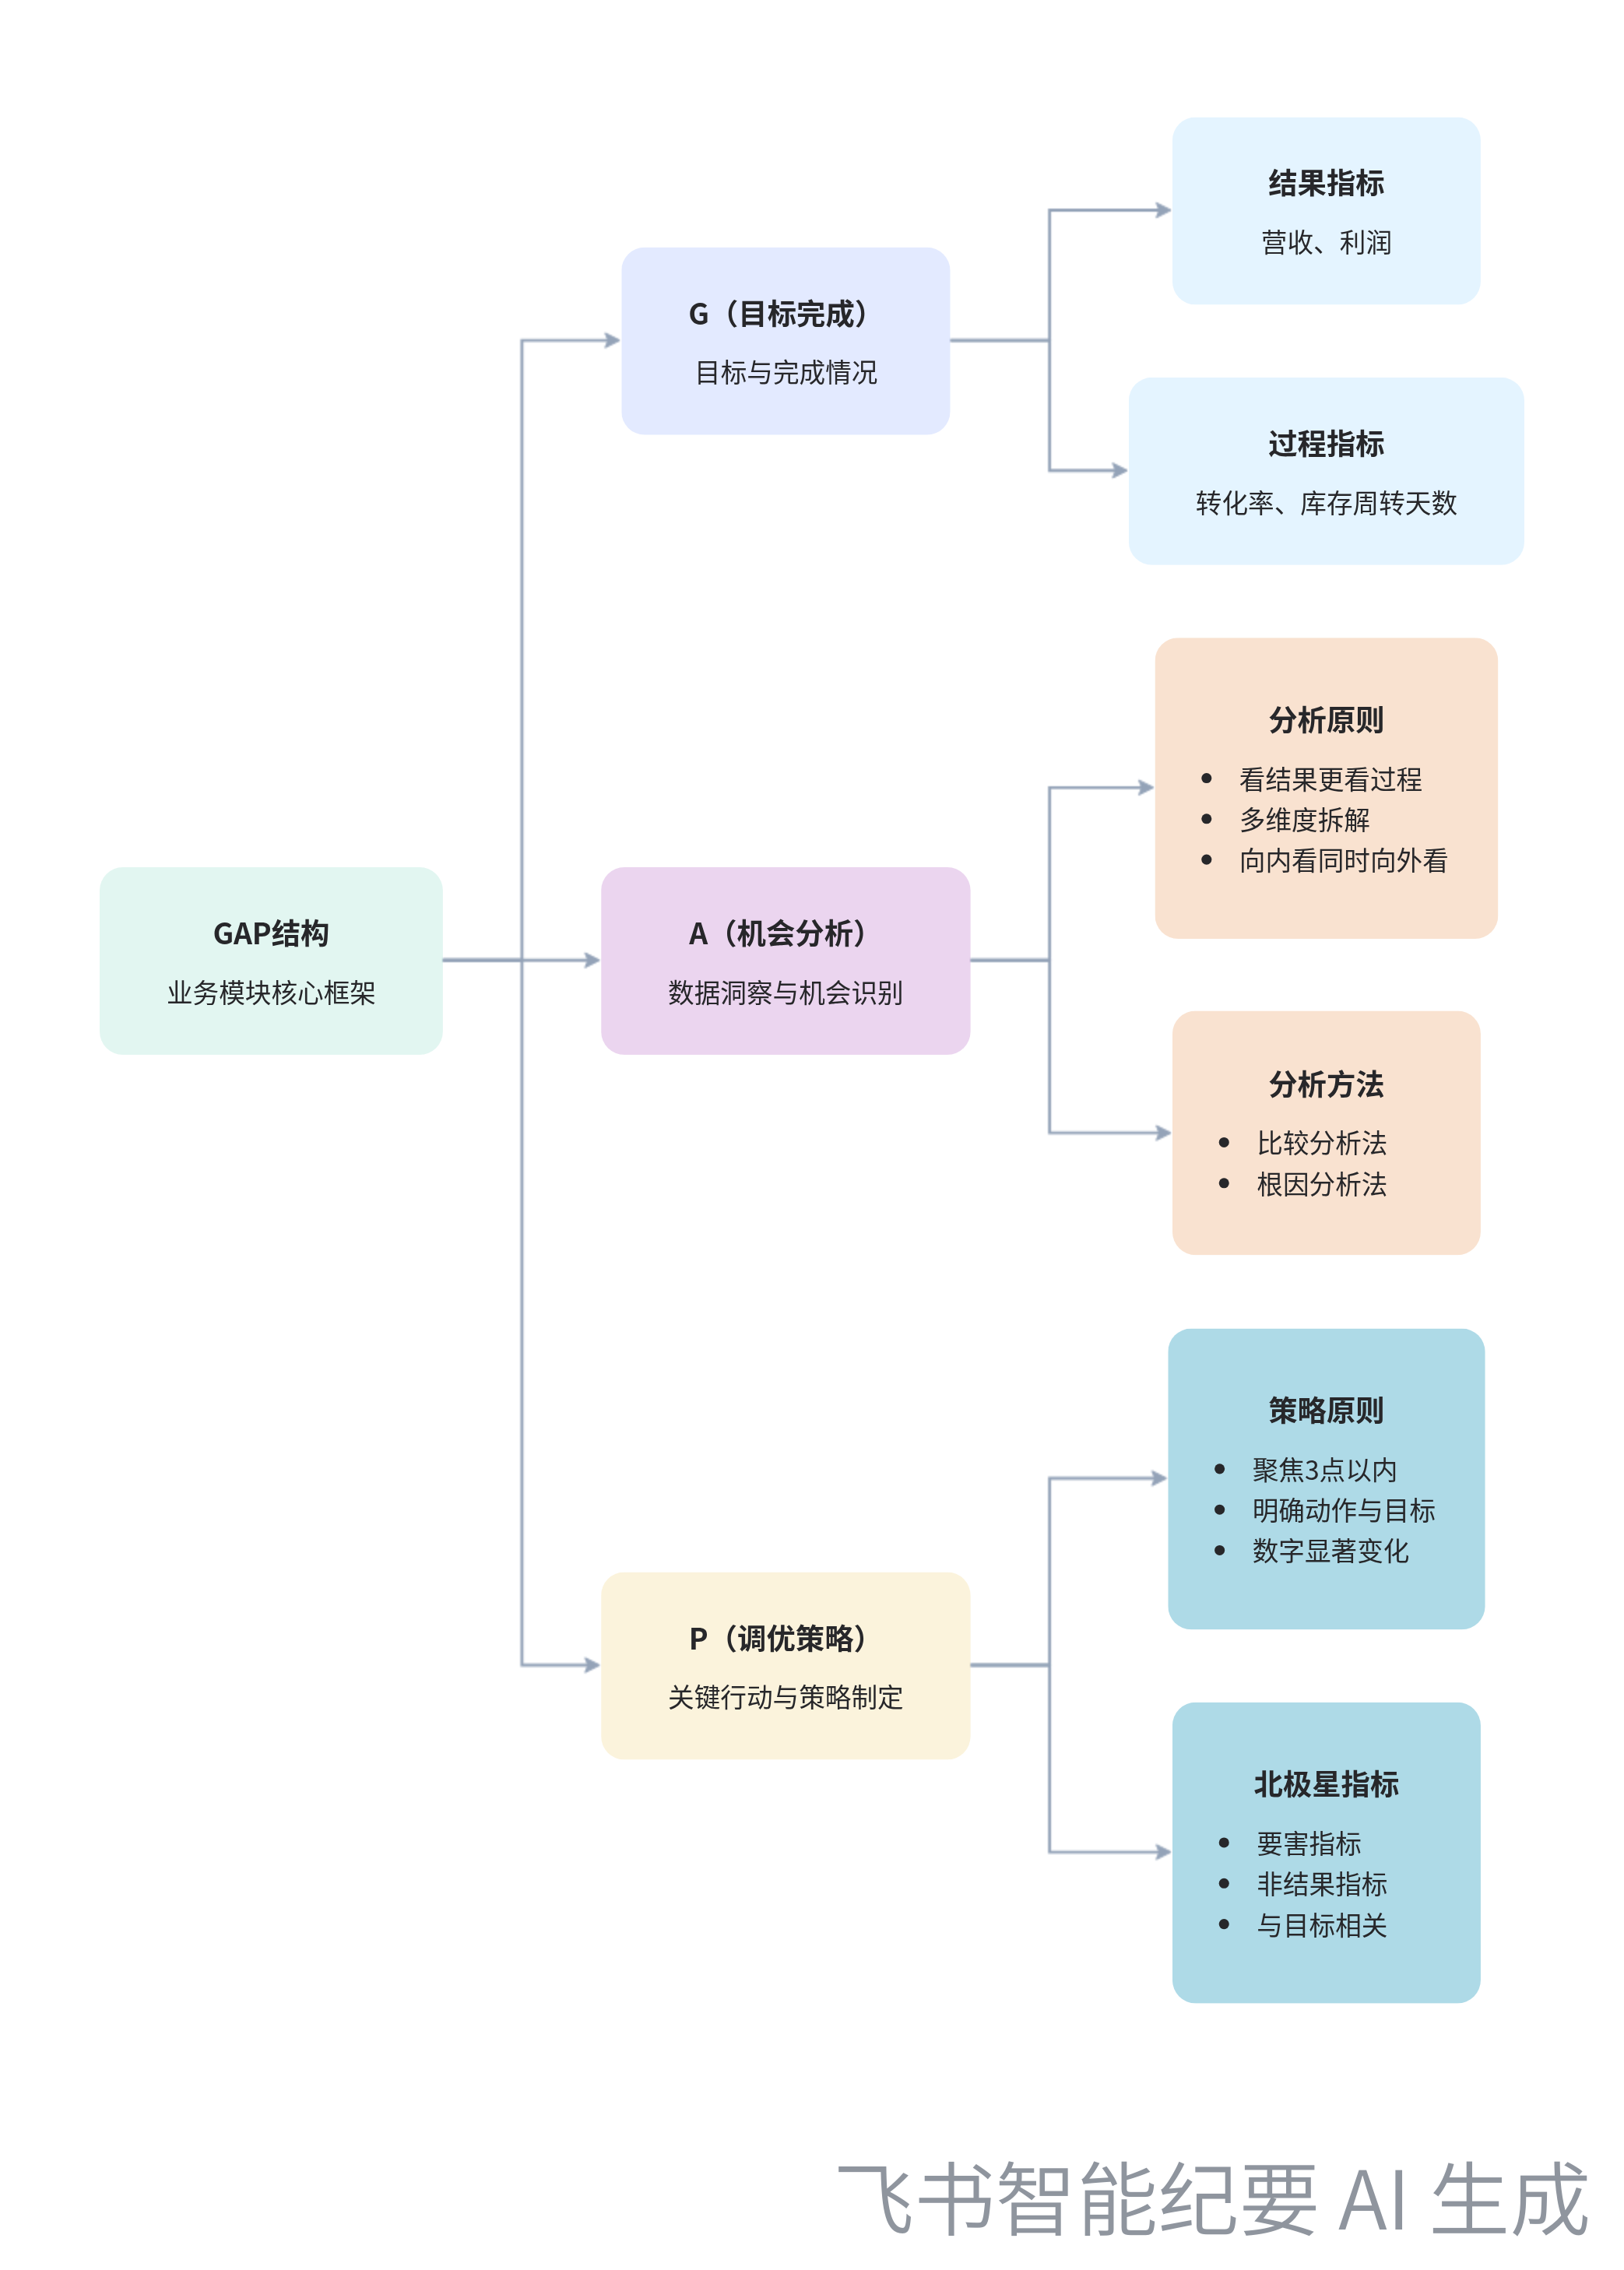 GAP结构
业务模块核心框架
G（目标完成）
目标与完成情况
结果指标
营收、利润
过程指标
转化率、库存周转天数
A（机会分析）
数据洞察与机会识别
分析原则
• 看结果更看过程
• 多维度拆解
• 向内看同时向外看
分析方法
• 比较分析法
• 根因分析法
P（调优策略）
关键行动与策略制定
策略原则
• 聚焦3点以内
• 明确动作与目标
• 数字显著变化
北极星指标
• 要害指标
• 非结果指标
• 与目标相关
飞书智能纪要 AI 生成